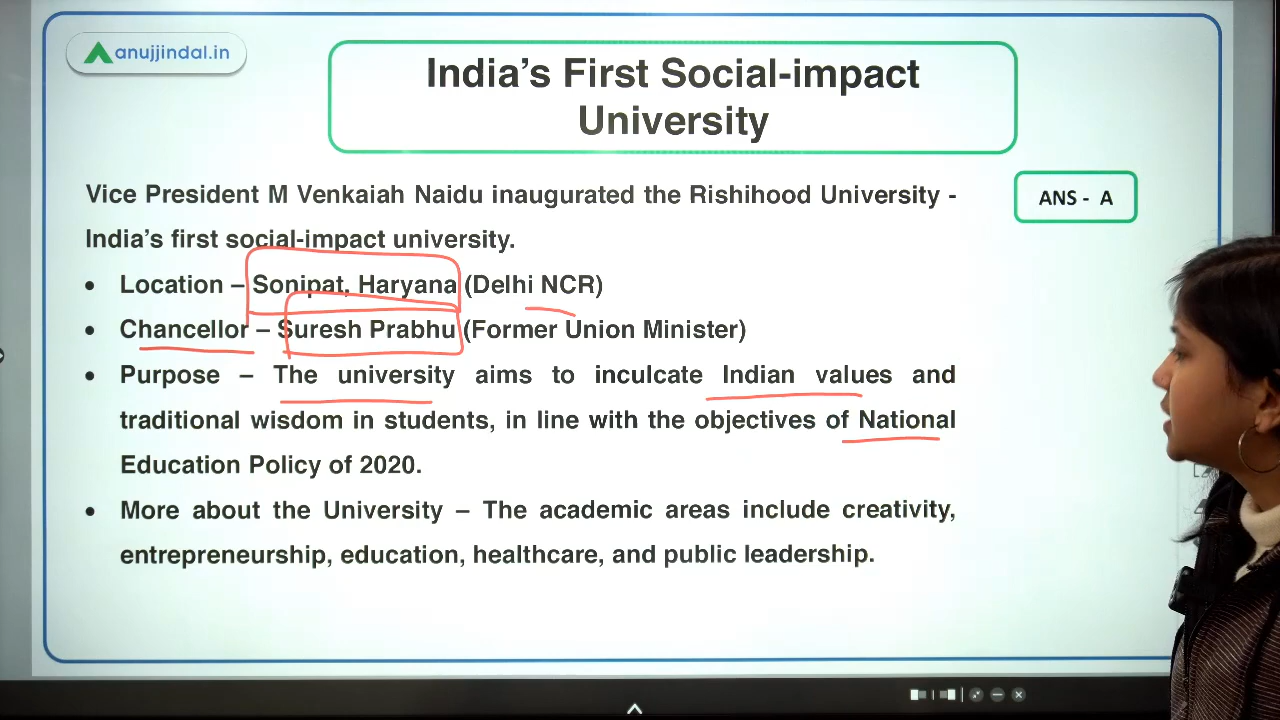 anujjindal.in
India’s First Social-impact
University
Vice President M Venkaiah Naidu inaugurated the Rishihood University -
India’s first social-impact university.
ANS - A
• Location – Sonipat, Haryana (Delhi NCR)
• Chancellor – Suresh Prabhu (Former Union Minister)
• Purpose – The university aims to inculcate Indian values and
traditional wisdom in students, in line with the objectives of National
Education Policy of 2020.
• More about the University – The academic areas include creativity,
entrepreneurship, education, healthcare, and public leadership.